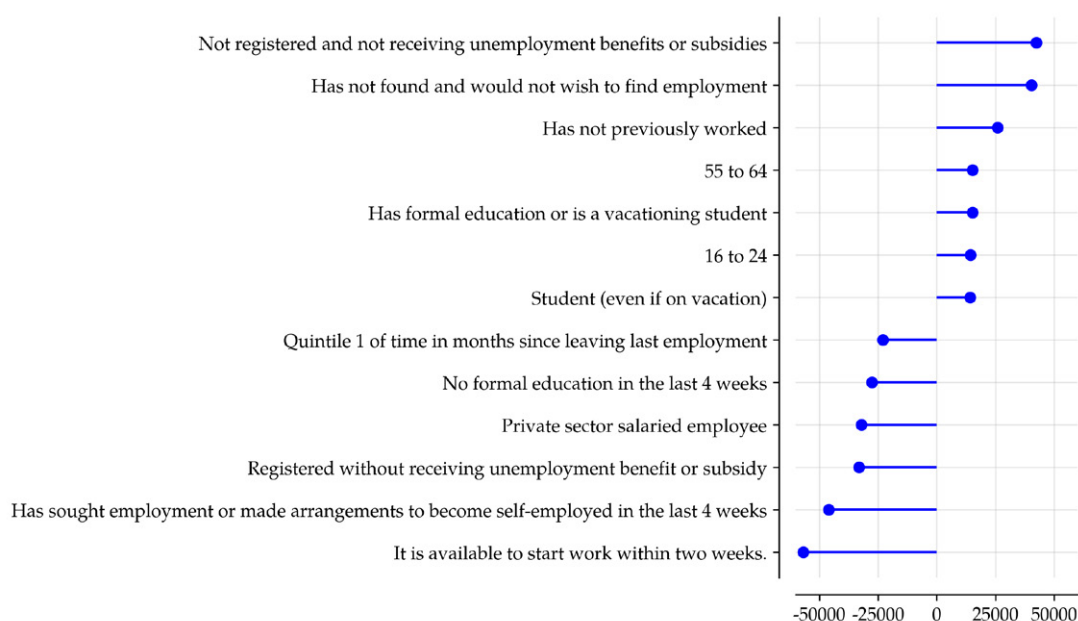 Not registered and not receiving unemployment benefits or subsidies
Has not found and would not wish to find employment
Has not previously worked
55 to 64
Has formal education or is a vacationing student
16 to 24
Student (even if on vacation)
Quintile 1 of time in months since leaving last employment
No formal education in the last 4 weeks
Private sector salaried employee
Registered without receiving unemployment benefit or subsidy
Has sought employment or made arrangements to become self-employed in the last 4 weeks
It is available to start work within two weeks.
-50000 -25000 0 25000 50000